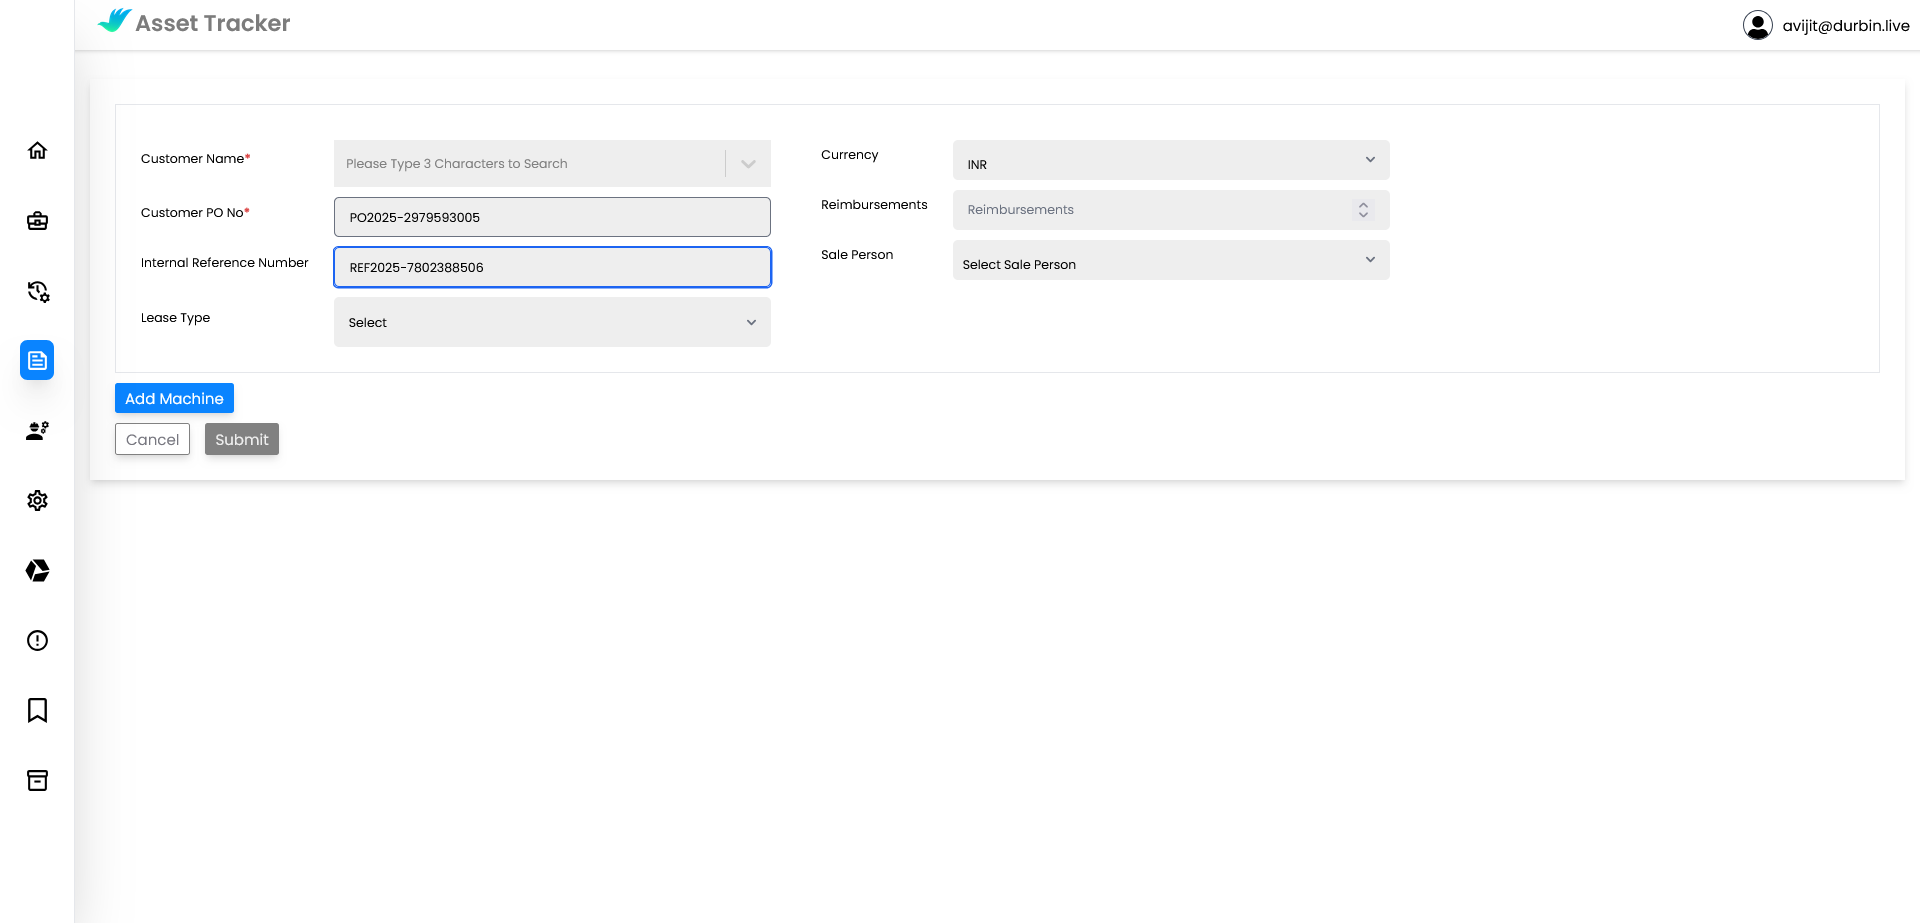 Asset Tracker
avijit@durbin.live
Customer Name*
Please Type 3 Characters to Search
Customer PO No*
PO2025-2979593005
Internal Reference Number
REF2025-7802388506
Lease Type
Select
Currency
INR
Reimbursements
Reimbursements
Sale Person
Select Sale Person
Add Machine
Cancel
Submit